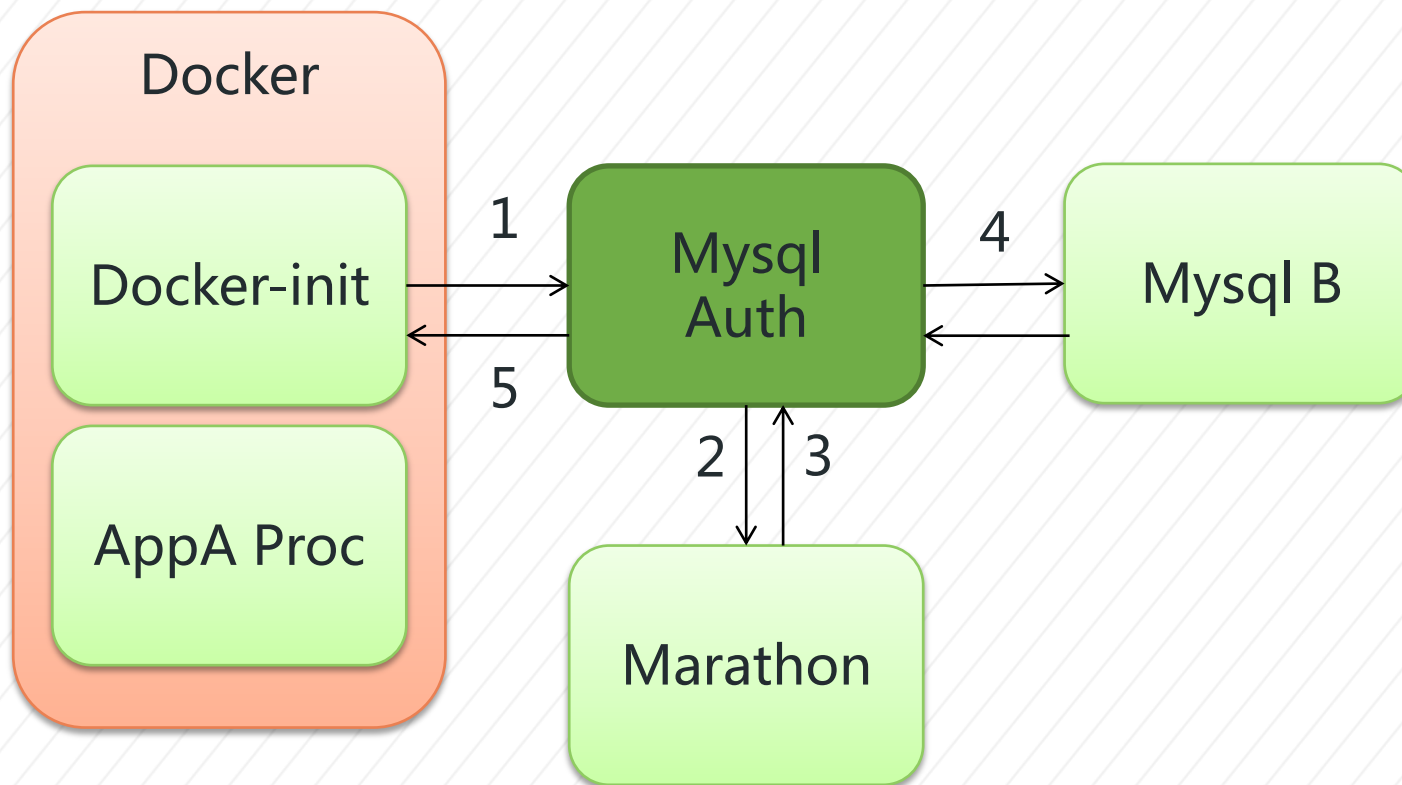 Docker
Docker-init
AppA Proc
1
5
Mysql
Auth
2
3
Marathon
4
Mysql B